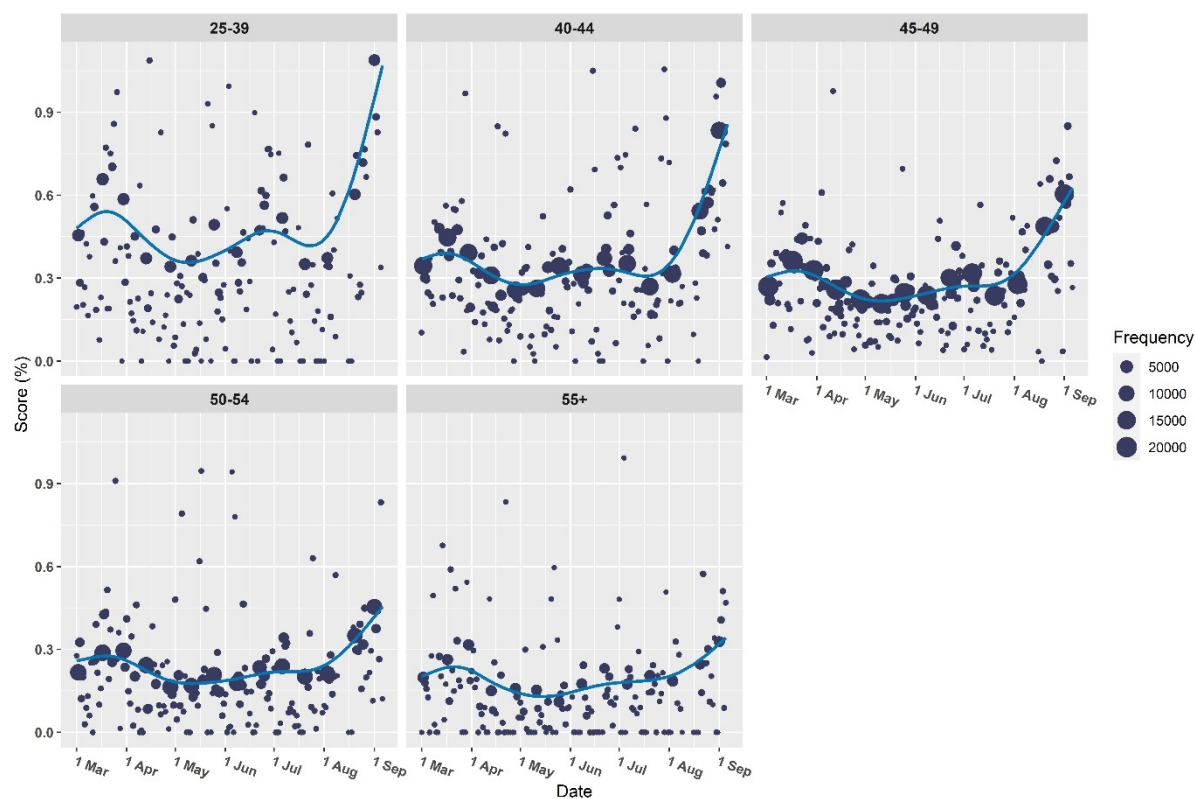 25-39
40-44
45-49
0.9
0.6
0.3
0.0
1 Mar
1 Apr
1 May
1 Jun
1 Jul
1 Aug
1 Sep
Score (%)
Frequency
5000
10000
15000
20000
50-54
55+
0.9
0.6
0.3
0.0
1 Mar
1 Apr
1 May
1 Jun
1 Jul
1 Aug
1 Sep
1 Mar
1 Apr
1 May
1 Jun
1 Jul
1 Aug
1 Sep
Date